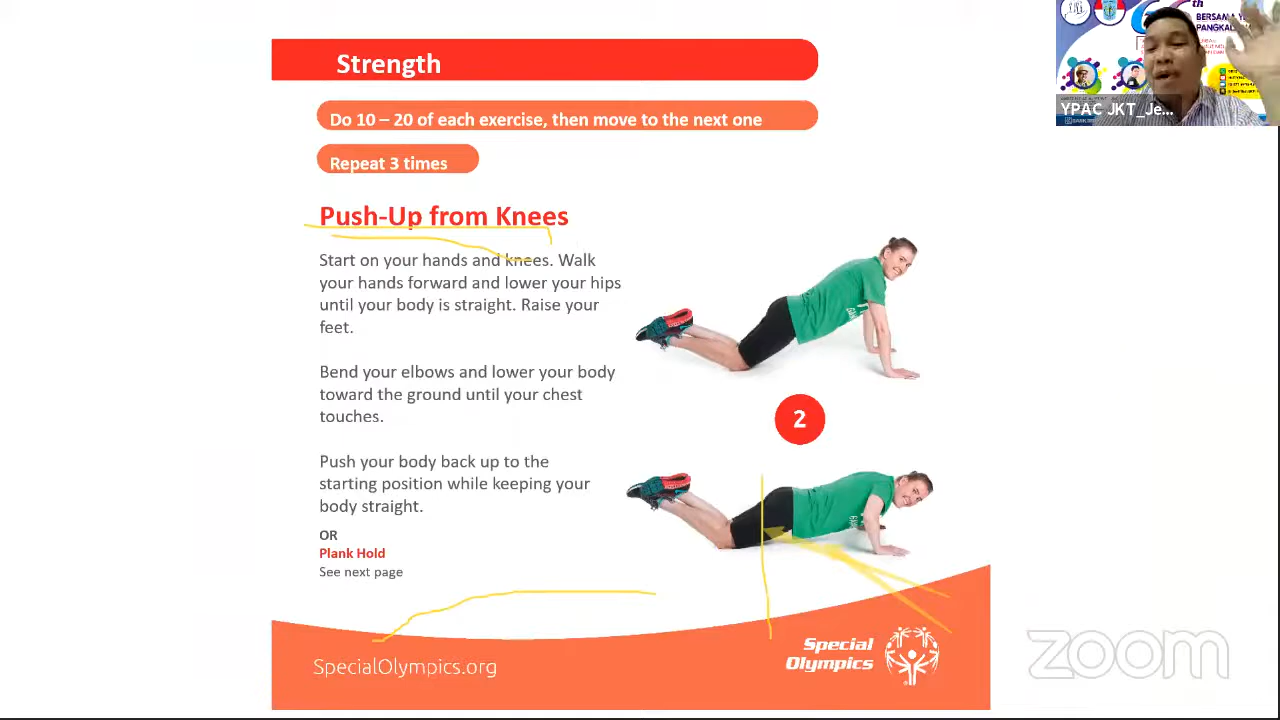 Strength
Do 10 – 20 of each exercise, then move to the next one
Repeat 3 times
Push-Up from Knees
Start on your hands and knees. Walk
your hands forward and lower your hips
until your body is straight. Raise your
feet.
Bend your elbows and lower your body
toward the ground until your chest
touches.
2
Push your body back up to the
starting position while keeping your
body straight.
OR
Plank Hold
See next page
SpecialOlympics.org
Special
Olympics
th
BERSAMA
YPAC JKT_Je...
zoom